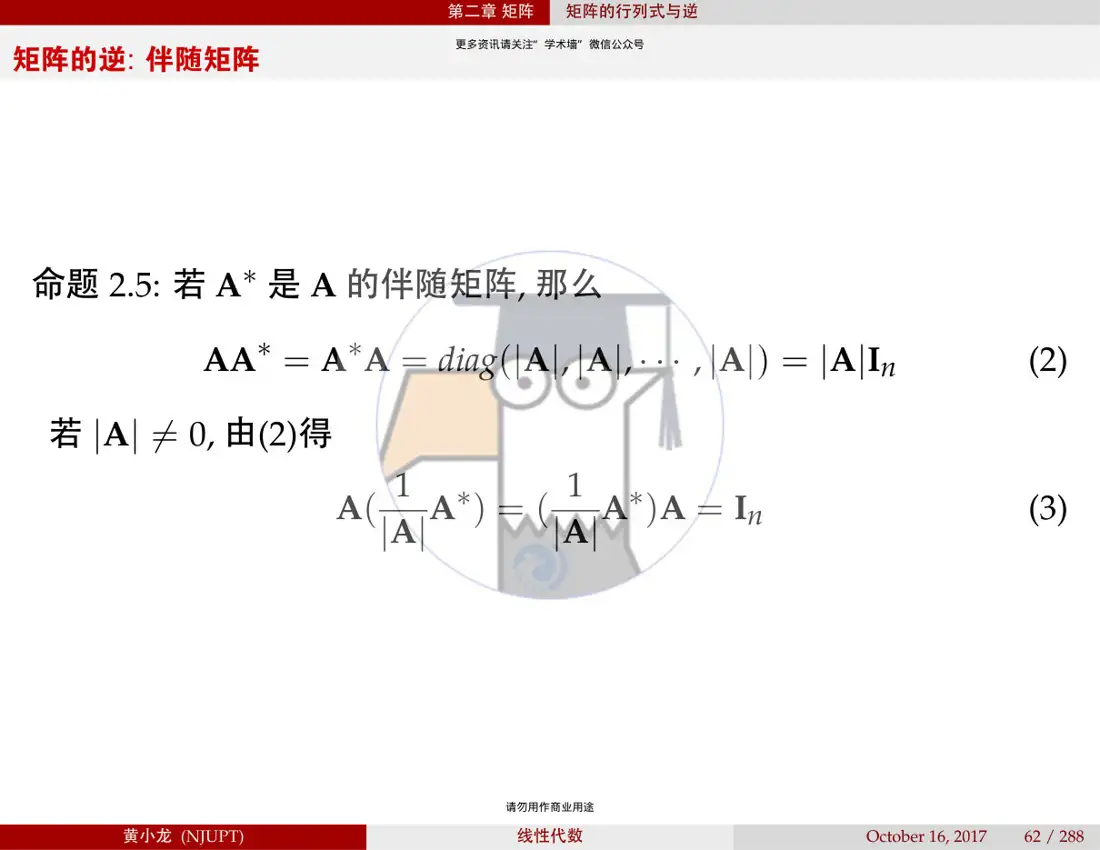 第二章 矩阵 矩阵的行列式与逆
更多资讯请关注“学术墙”微信公众号
矩阵的逆: 伴随矩阵
命题 2.5: 若 A* 是 A 的伴随矩阵, 那么
AA* = A*A = diag(|A|, |A|, ··· , |A|) = |A|Iₙ (2)
若 |A| ≠ 0, 由(2)得
A(1/|A| A*) = (1/|A| A*)A = Iₙ (3)
请勿用作商业用途
黄小龙 (NJUPT) 线性代数 October 16, 2017 62 / 288